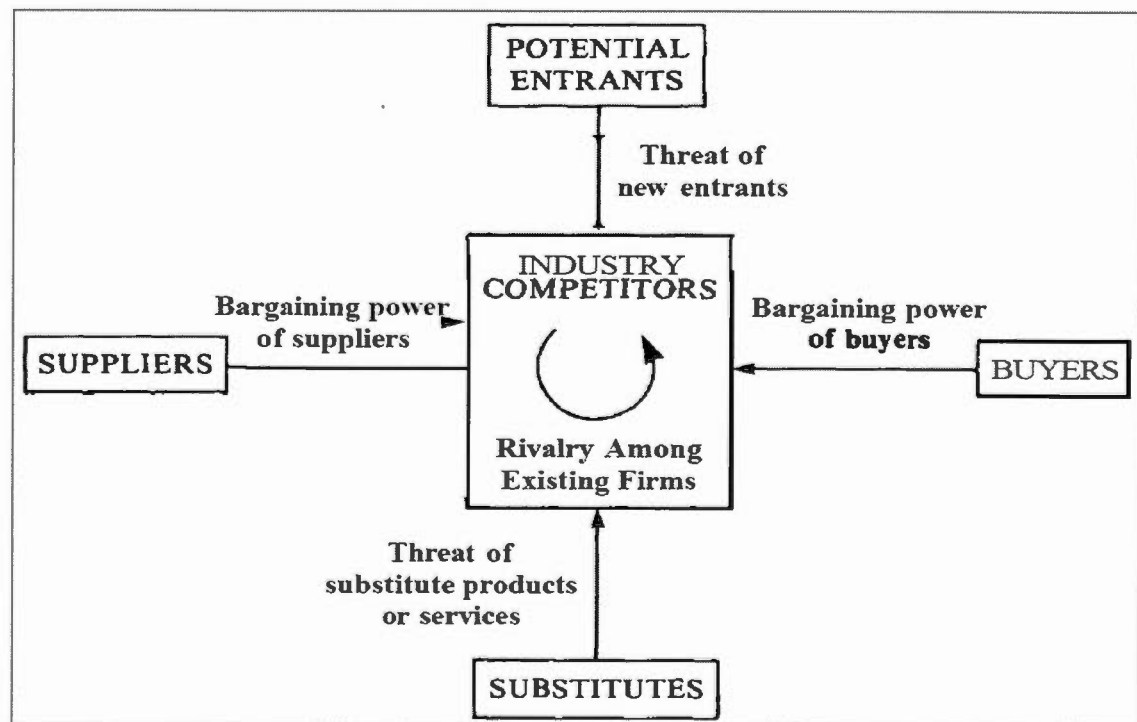 POTENTIAL
ENTRANTS
Threat of
new entrants
INDUSTRY
COMPETITORS
Bargaining power
of suppliers
Bargaining power
of buyers
SUPPLIERS
BUYERS
Rivalry Among
Existing Firms
Threat of
substitute products
or services
SUBSTITUTES